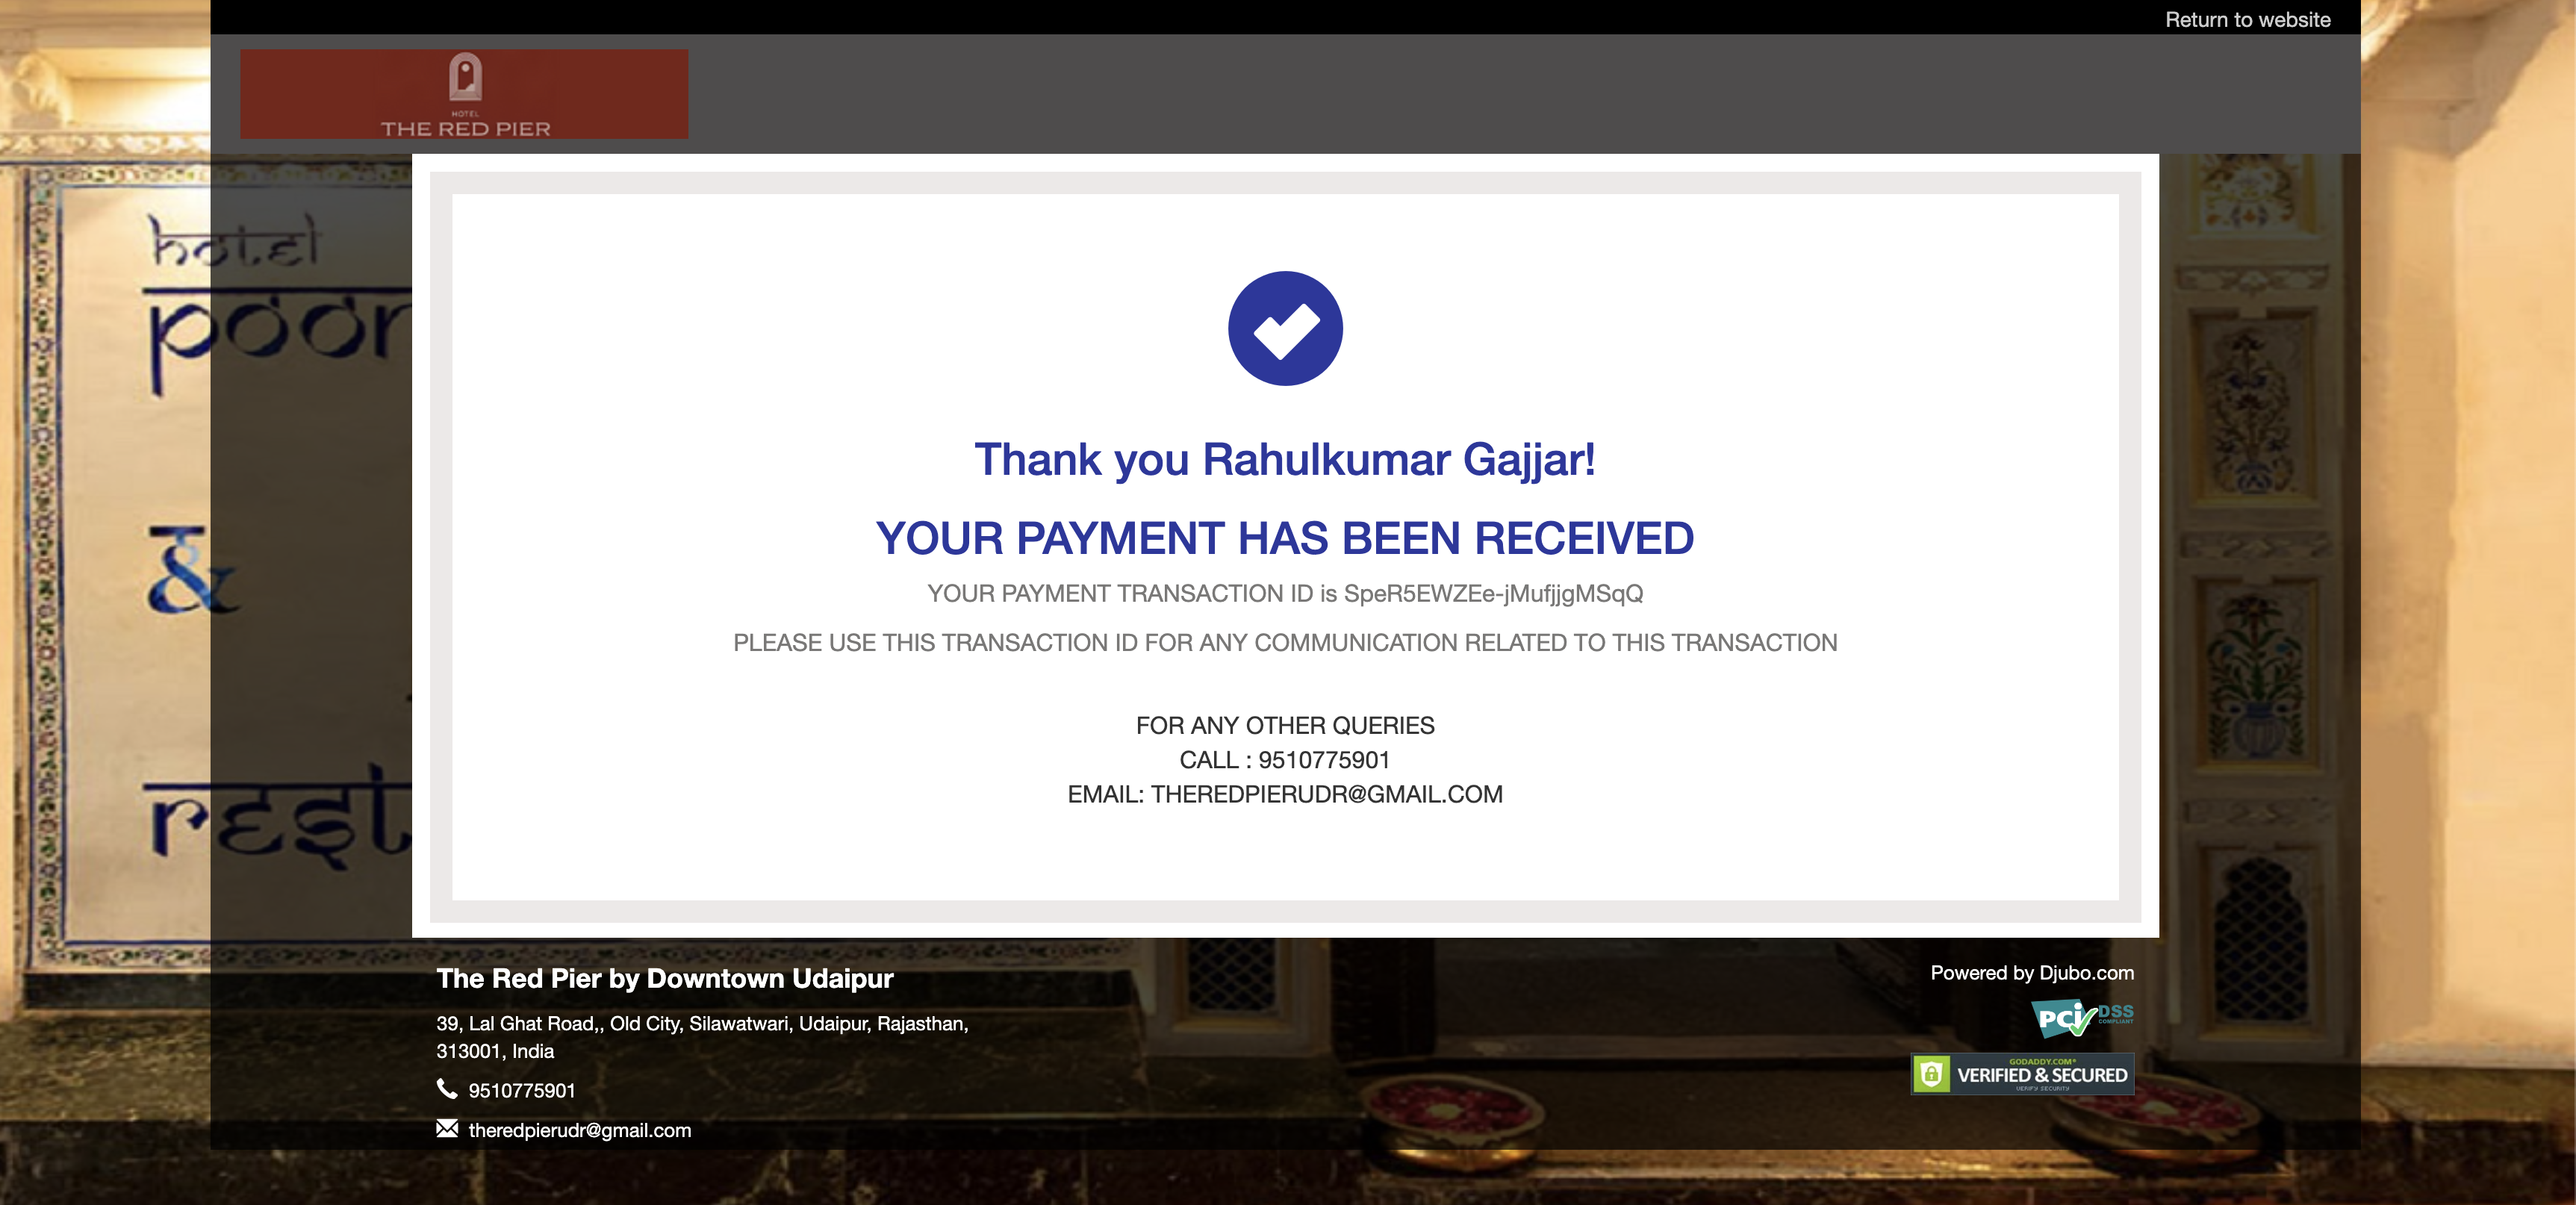 Return to website
HOTEL
THE RED PIER
hotel
&
Thank you Rahulkumar Gajjar!
YOUR PAYMENT HAS BEEN RECEIVED
YOUR PAYMENT TRANSACTION ID is SpeR5EWZEe-jMufjjgMSqQ
PLEASE USE THIS TRANSACTION ID FOR ANY COMMUNICATION RELATED TO THIS TRANSACTION
FOR ANY OTHER QUERIES
CALL : 9510775901
EMAIL: THEREDPIERUDR@GMAIL.COM
The Red Pier by Downtown Udaipur
39, Lal Ghat Road,, Old City, Silawatwari, Udaipur, Rajasthan,
313001, India
9510775901
theredpierudr@gmail.com
Powered by Djubo.com
PCI DSS
COMPLIANT
GODADDY.COM®
VERIFIED & SECURED
VERIFY SECURITY